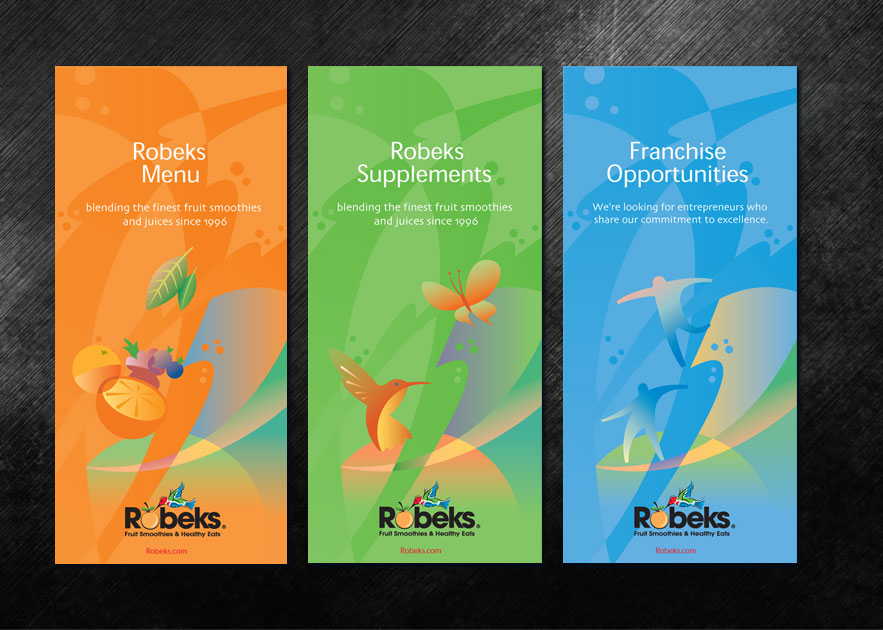 Robeks
Menu
blending the finest fruit smoothies
and juices since 1996
Robeks®
Fruit Smoothies & Healthy Eats
Robeks.com
Robeks
Supplements
blending the finest fruit smoothies
and juices since 1996
Robeks®
Fruit Smoothies & Healthy Eats
Robeks.com
Franchise
Opportunities
We're looking for entrepreneurs who
share our commitment to excellence.
Robeks®
Fruit Smoothies & Healthy Eats
Robeks.com